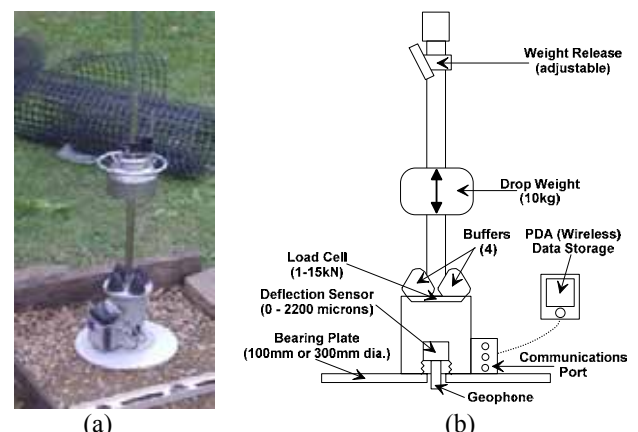 Weight Release
(adjustable)
Drop Weight
(10kg)
Buffers
(4)
PDA (Wireless)
Data Storage
Load Cell
(1-15kN)
Deflection Sensor
(0 - 2200 microns)
Bearing Plate
(100mm or 300mm dia.)
Communications
Port
Geophone
(a)
(b)